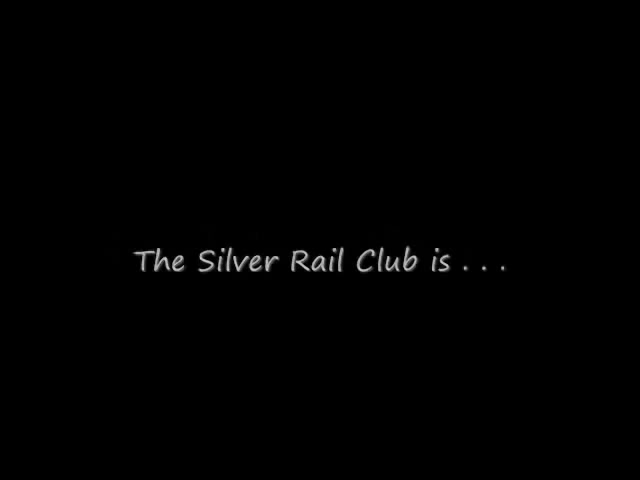 The Silver Rail Club is . . .